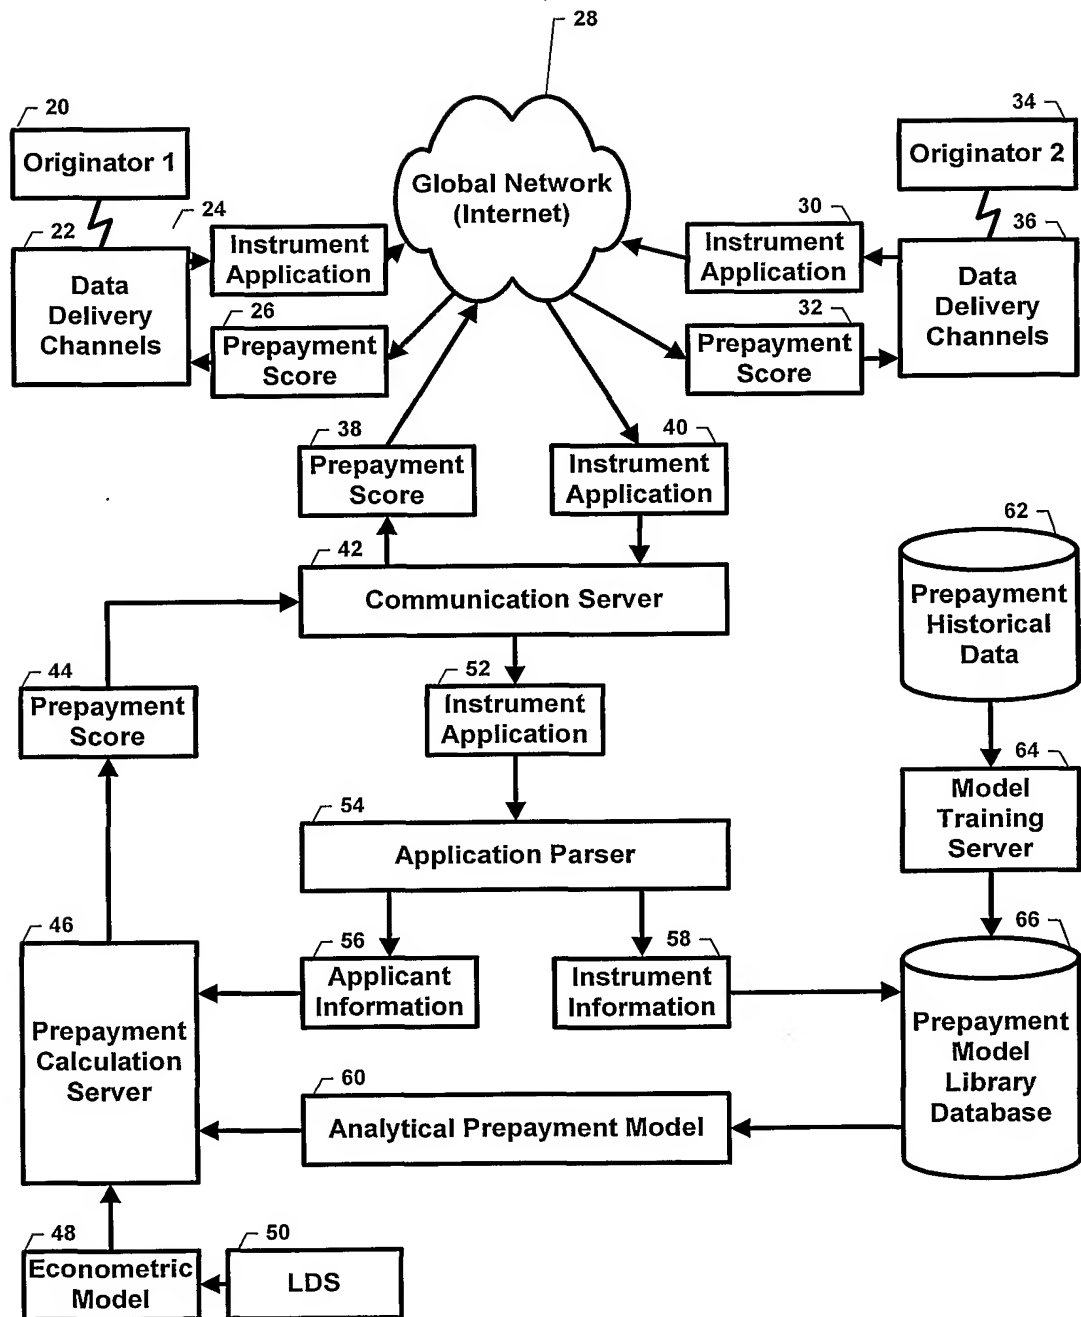 28
20
Originator 1
34
Originator 2
Global Network
(Internet)
22
Data
Delivery
Channels
24
Instrument
Application
26
Prepayment
Score
30
Instrument
Application
32
Prepayment
Score
36
Data
Delivery
Channels
38
Prepayment
Score
40
Instrument
Application
42
Communication Server
62
Prepayment
Historical
Data
44
Prepayment
Score
52
Instrument
Application
64
Model
Training
Server
54
Application Parser
46
Prepayment
Calculation
Server
56
Applicant
Information
58
Instrument
Information
66
Prepayment
Model
Library
Database
60
Analytical Prepayment Model
48
Econometric
Model
50
LDS